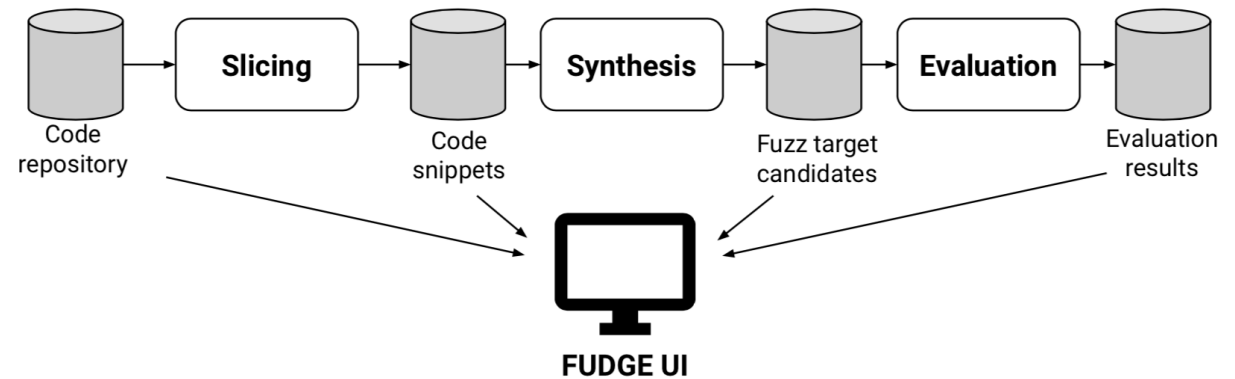 Slicing
Synthesis
Evaluation
Code
repository
Code
snippets
Fuzz target
candidates
Evaluation
results
FUDGE UI